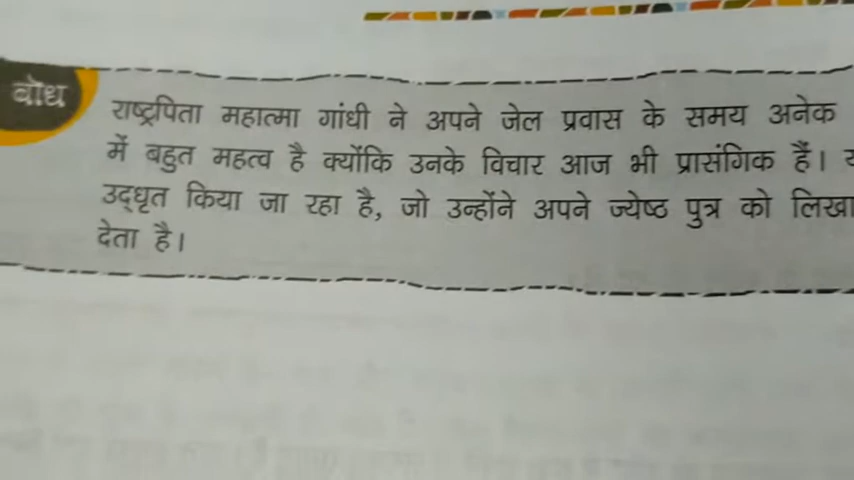 बोध
राष्ट्रपिता महात्मा गांधी ने अपने जेल प्रवास के समय अनेक
में बहुत महत्व है क्योंकि उनके विचार आज भी प्रासंगिक हैं।
उद्धृत किया जा रहा है, जो उन्होंने अपने ज्येष्ठ पुत्र को लिखा
देता है।